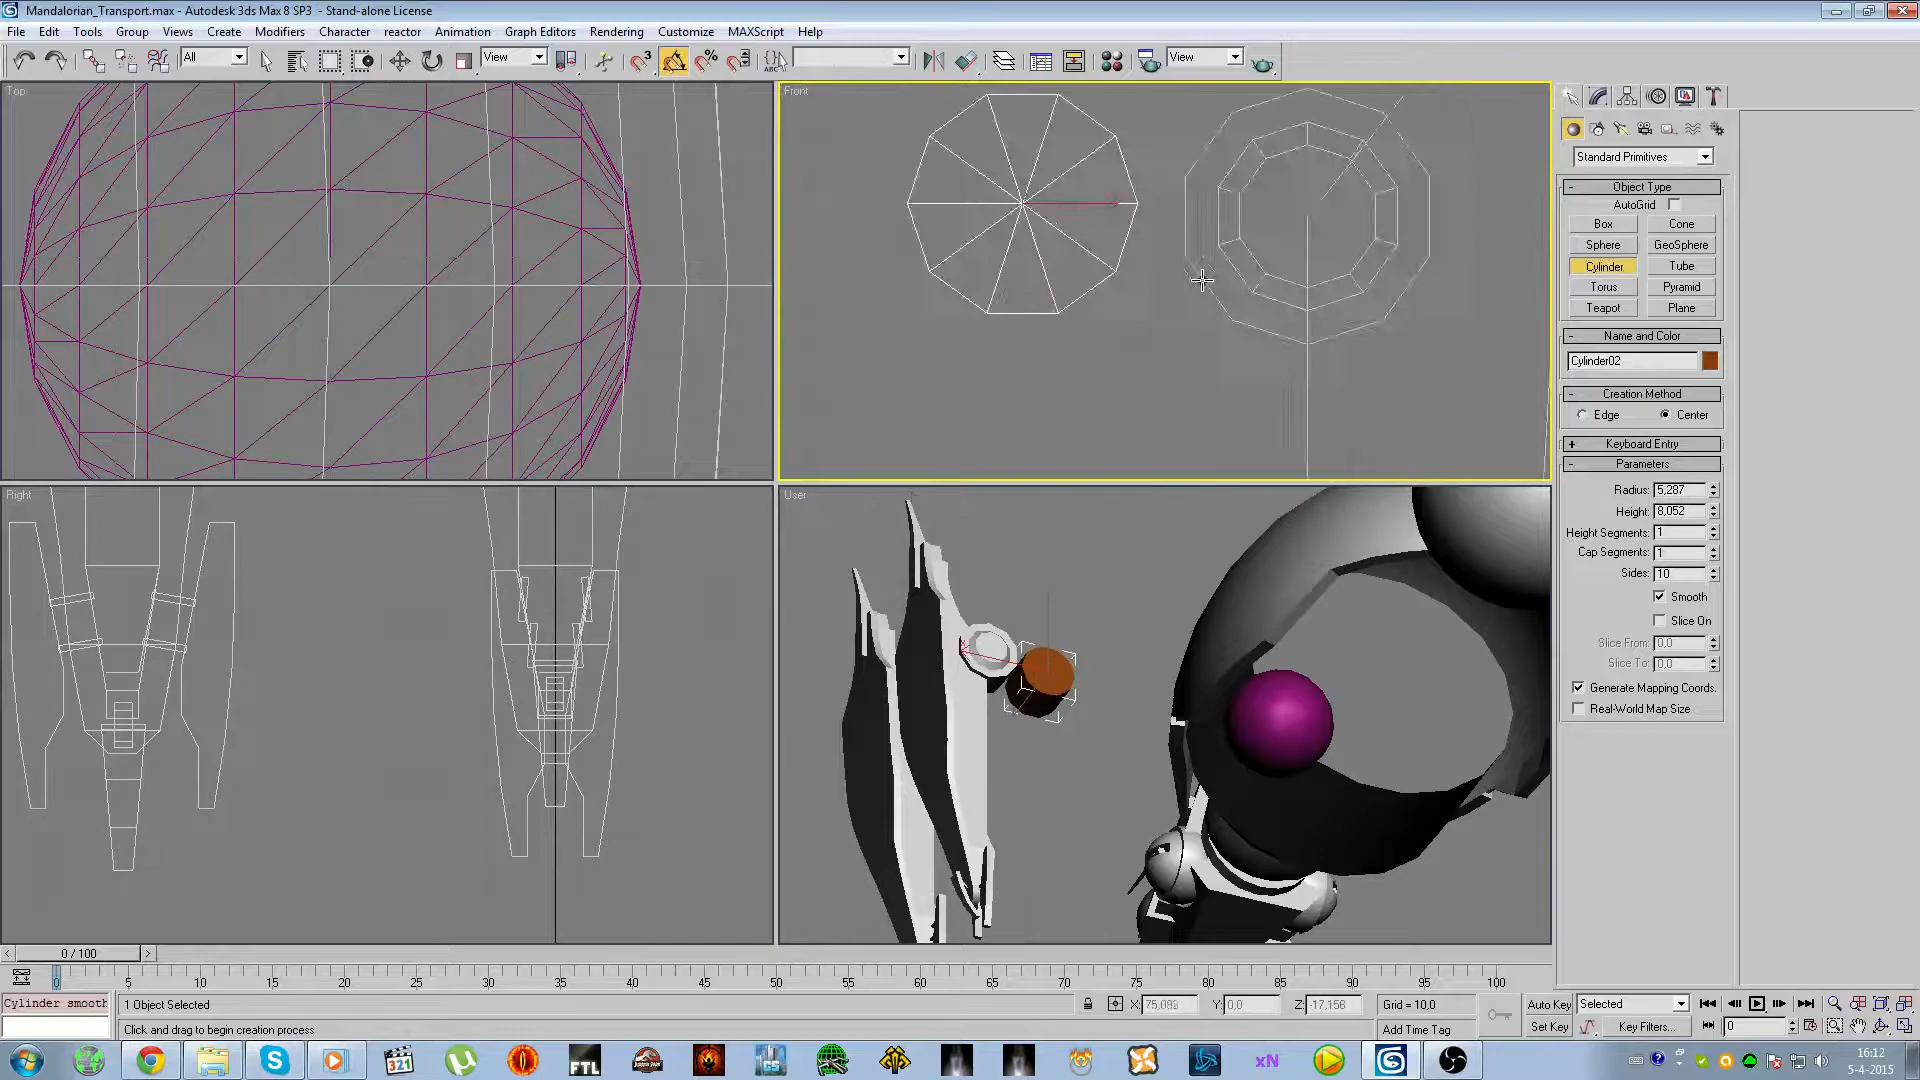 Mandalorian_Transport.max - Autodesk 3ds Max 8 SP3 - Stand-alone License
File Edit Tools Group Views Create Modifiers Character reactor Animation Graph Editors Rendering Customize MAXScript Help
All View View
Top
Front
Right
User
Standard Primitives
- Object Type
AutoGrid
Box Cone
Sphere GeoSphere
Cylinder Tube
Torus Pyramid
Teapot Plane
- Name and Color
Cylinder02
- Creation Method
Edge Center
+ Keyboard Entry
- Parameters
Radius: 5,287
Height: 8,052
Height Segments: 1
Cap Segments: 1
Sides: 10
Smooth
Slice On
Slice From: 0,0
Slice To: 0,0
Generate Mapping Coords.
Real-World Map Size
< 0 / 100 >
0 5 10 15 20 25 30 35 40 45 50 55 60 65 70 75 80 85 90 95 100
Cylinder smooth
1 Object Selected
X: 75,082 Y: 0,0 Z: -17,156 Grid = 10,0
Auto Key Selected
Click and drag to begin creation process
Add Time Tag
Set Key Key Filters... 0
321 FTL xN
16:12
5-4-2015